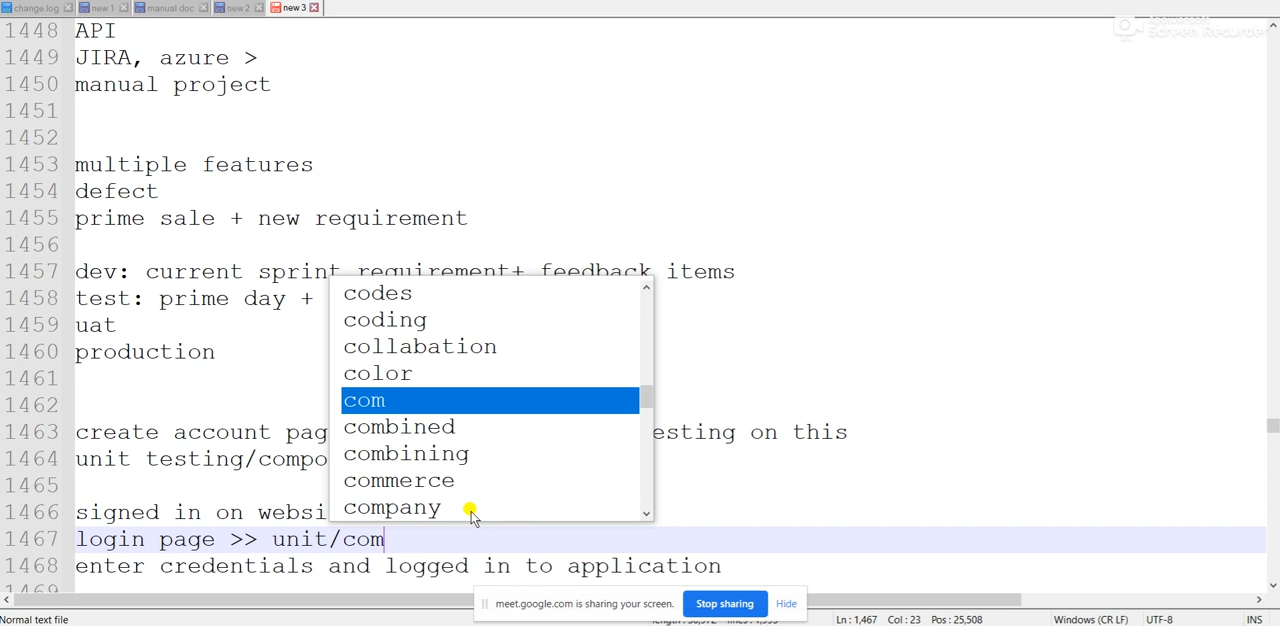 change.log new 1 manual doc new 2 new 3
Screen Recorder
1448 API
1449 JIRA, azure >
1450 manual project
1451
1452
1453 multiple features
1454 defect
1455 prime sale + new requirement
1456
1457 dev: current sprint requirement+ feedback items
1458 test: prime day +
1459 uat
1460 production
1461
1462
1463 create account pag esting on this
1464 unit testing/compo
1465
1466 signed in on websi
1467 login page >> unit/com
1468 enter credentials and logged in to application
1469
codes
coding
collabation
color
com
combined
combining
commerce
company
meet.google.com is sharing your screen. Stop sharing Hide
Normal text file Ln : 1,467 Col : 23 Pos : 25,508 Windows (CR LF) UTF-8 INS